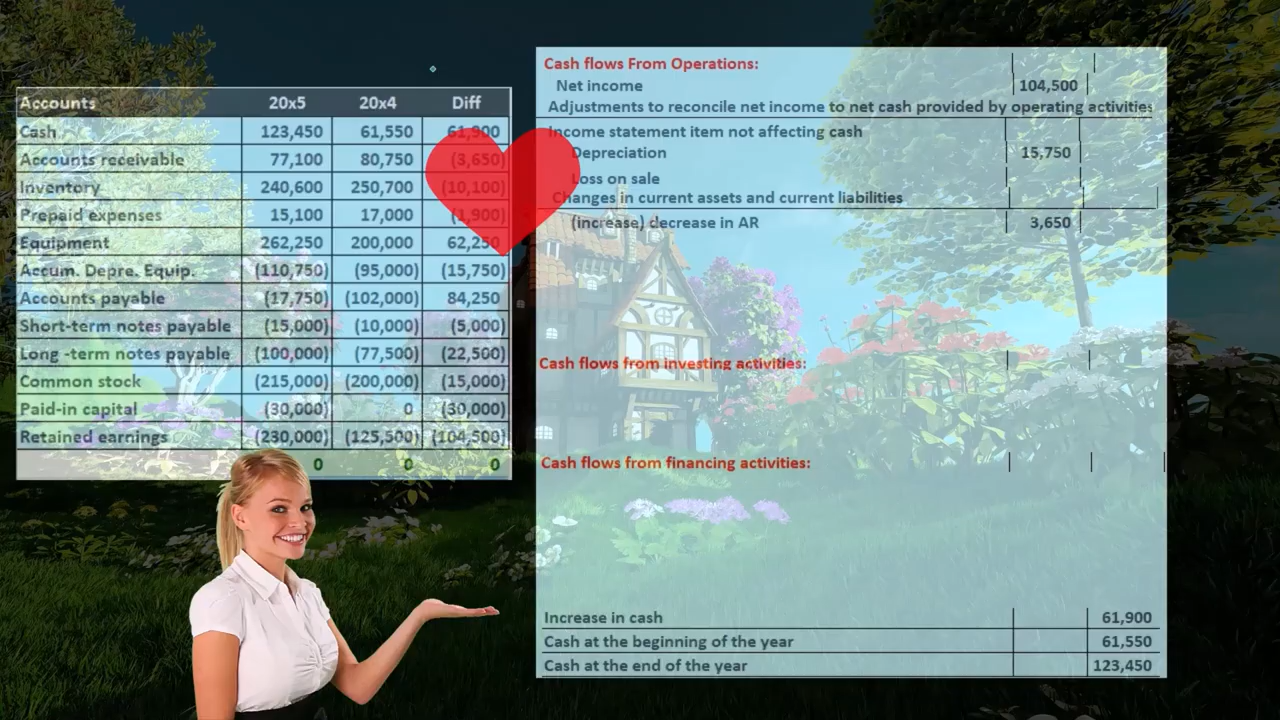 Accounts 20x5 20x4 Diff
Cash 123,450 61,550 61,900
Accounts receivable 77,100 80,750 (3,650)
Inventory 240,600 250,700 (10,100)
Prepaid expenses 15,100 17,000 (1,900)
Equipment 262,250 200,000 62,250
Accum. Depre. Equip. (110,750) (95,000) (15,750)
Accounts payable (17,750) (102,000) 84,250
Short-term notes payable (15,000) (10,000) (5,000)
Long -term notes payable (100,000) (77,500) (22,500)
Common stock (215,000) (200,000) (15,000)
Paid-in capital (30,000) 0 (30,000)
Retained earnings (230,000) (125,500) (104,500)
0 0 0
Cash flows From Operations:
Net income 104,500
Adjustments to reconcile net income to net cash provided by operating activities
Income statement item not affecting cash
Depreciation 15,750
Loss on sale
Changes in current assets and current liabilities
(increase) decrease in AR 3,650
Cash flows from investing activities:
Cash flows from financing activities:
Increase in cash 61,900
Cash at the beginning of the year 61,550
Cash at the end of the year 123,450